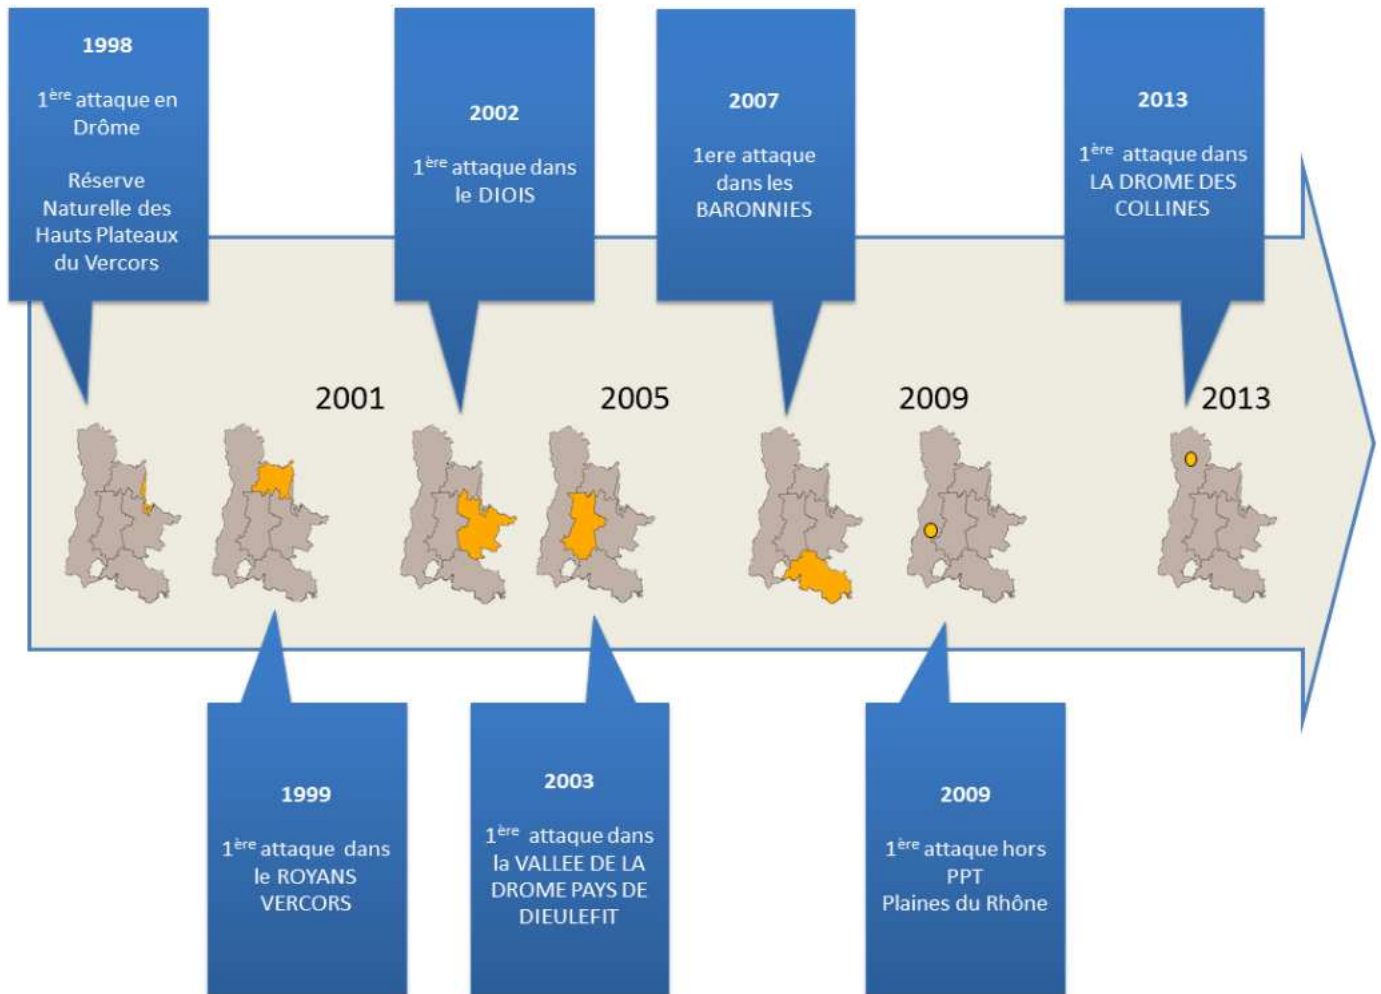 1998
1ère attaque en
Drôme
Réserve
Naturelle des
Hauts Plateaux
du Vercors
2002
1ère attaque dans
le DIOIS
2007
1ere attaque
dans les
BARONNIES
2013
1ère attaque dans
LA DROME DES
COLLINES
2001
2005
2009
2013
1999
1ère attaque dans
le ROYANS
VERCORS
2003
1ère attaque dans
la VALLEE DE LA
DROME PAYS DE
DIEULEFIT
2009
1ère attaque hors
PPT
Plaines du Rhône